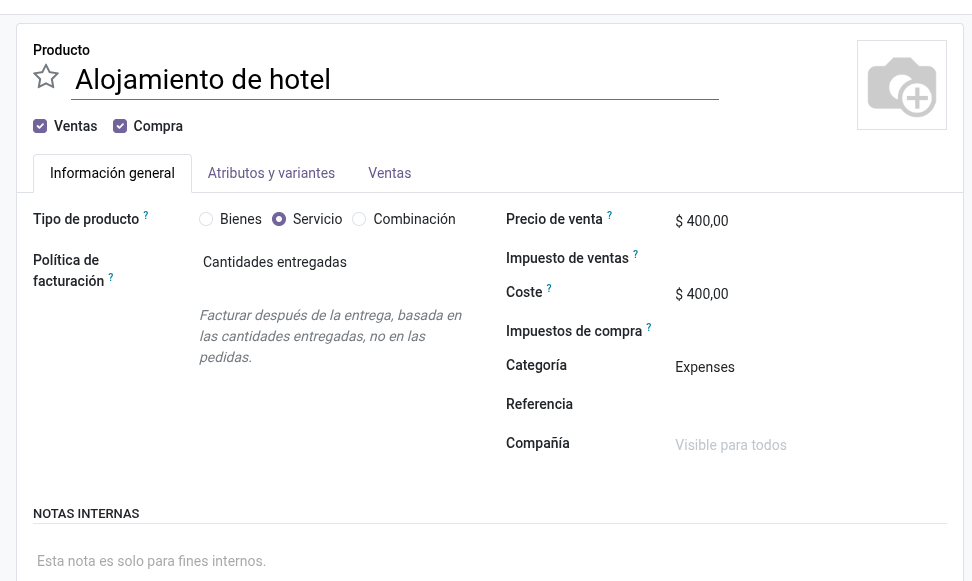 Producto
Alojamiento de hotel
Ventas Compra
Información general Atributos y variantes Ventas
Tipo de producto ? Bienes Servicio Combinación
Política de
facturación ?
Cantidades entregadas
Facturar después de la entrega, basada en
las cantidades entregadas, no en las
pedidas.
Precio de venta ? $ 400,00
Impuesto de ventas ?
Coste ? $ 400,00
Impuestos de compra ?
Categoría Expenses
Referencia
Compañía Visible para todos
NOTAS INTERNAS
Esta nota es solo para fines internos.